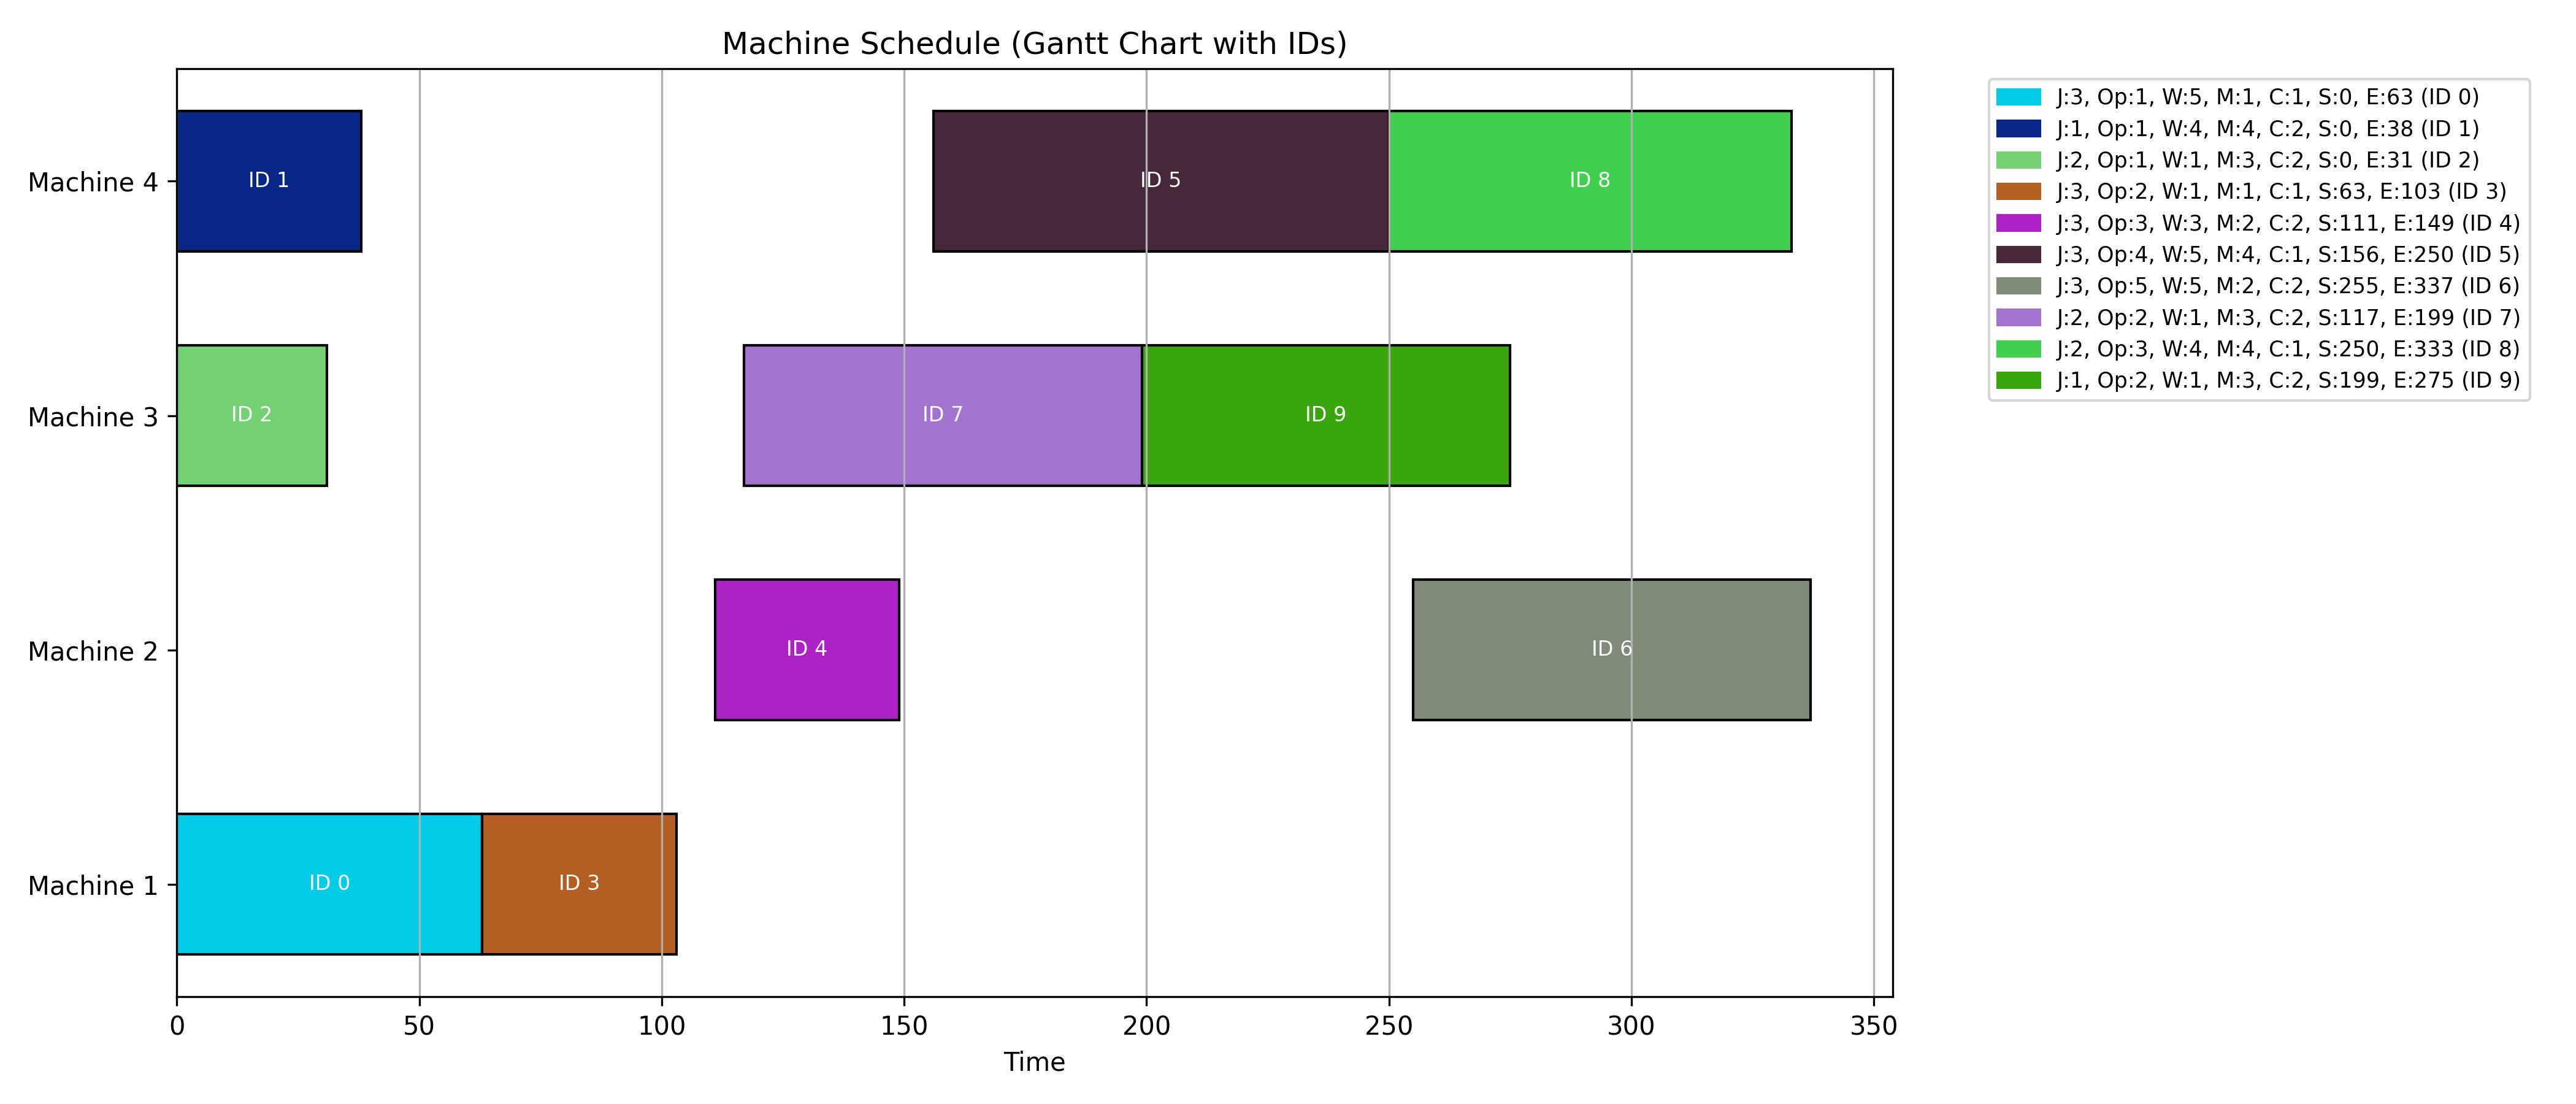 Machine Schedule (Gantt Chart with IDs)
Machine 4
Machine 3
Machine 2
Machine 1
ID 1
ID 5
ID 8
ID 2
ID 7
ID 9
ID 4
ID 6
ID 0
ID 3
0 50 100 150 200 250 300 350
Time
J:3, Op:1, W:5, M:1, C:1, S:0, E:63 (ID 0)
J:1, Op:1, W:4, M:4, C:2, S:0, E:38 (ID 1)
J:2, Op:1, W:1, M:3, C:2, S:0, E:31 (ID 2)
J:3, Op:2, W:1, M:1, C:1, S:63, E:103 (ID 3)
J:3, Op:3, W:3, M:2, C:2, S:111, E:149 (ID 4)
J:3, Op:4, W:5, M:4, C:1, S:156, E:250 (ID 5)
J:3, Op:5, W:5, M:2, C:2, S:255, E:337 (ID 6)
J:2, Op:2, W:1, M:3, C:2, S:117, E:199 (ID 7)
J:2, Op:3, W:4, M:4, C:1, S:250, E:333 (ID 8)
J:1, Op:2, W:1, M:3, C:2, S:199, E:275 (ID 9)